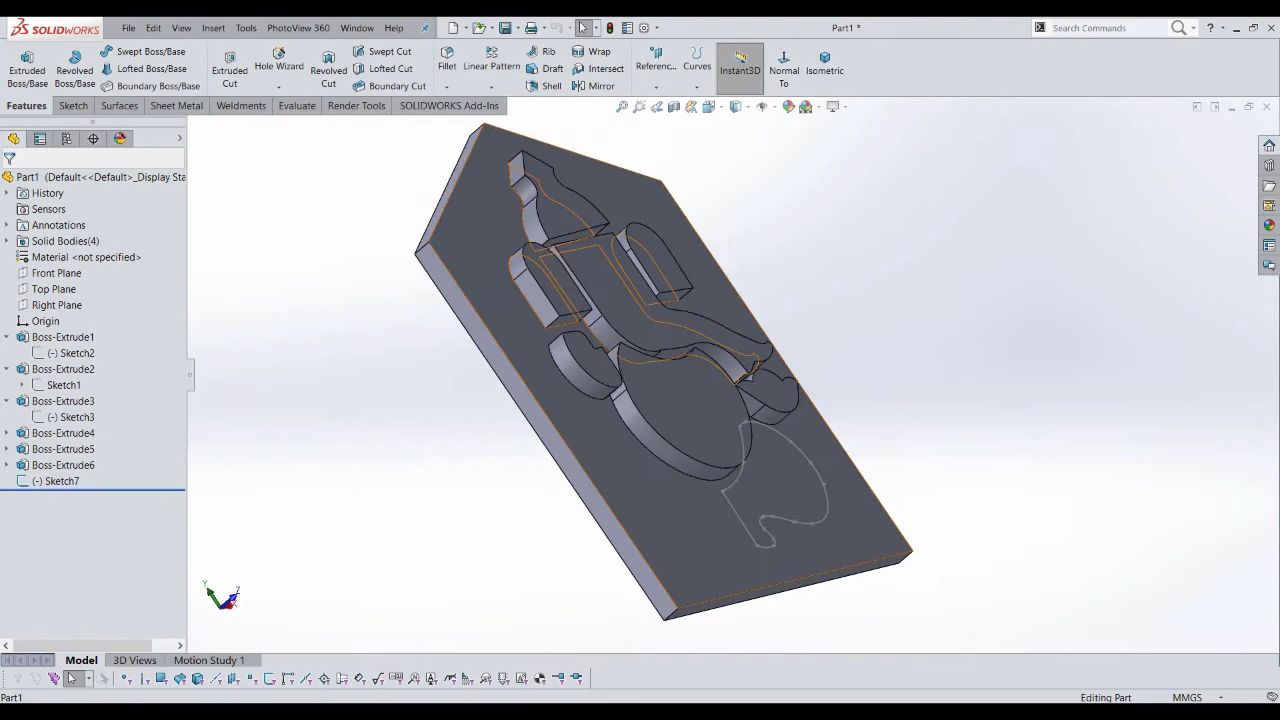 SOLIDWORKS File Edit View Insert Tools PhotoView 360 Window Help Part1 * Search Commands ?
Extruded Boss/Base Revolved Boss/Base Swept Boss/Base Lofted Boss/Base Boundary Boss/Base Extruded Cut Hole Wizard Revolved Cut Swept Cut Lofted Cut Boundary Cut Fillet Linear Pattern Rib Draft Shell Wrap Intersect Mirror Referenc... Curves Instant3D Normal To Isometric
Features Sketch Surfaces Sheet Metal Weldments Evaluate Render Tools SOLIDWORKS Add-Ins
Part1 (Default<<Default>_Display Sta
History
Sensors
Annotations
Solid Bodies(4)
Material <not specified>
Front Plane
Top Plane
Right Plane
Origin
Boss-Extrude1
(-) Sketch2
Boss-Extrude2
Sketch1
Boss-Extrude3
(-) Sketch3
Boss-Extrude4
Boss-Extrude5
Boss-Extrude6
(-) Sketch7
Y Z
Model 3D Views Motion Study 1
Part1 Editing Part MMGS